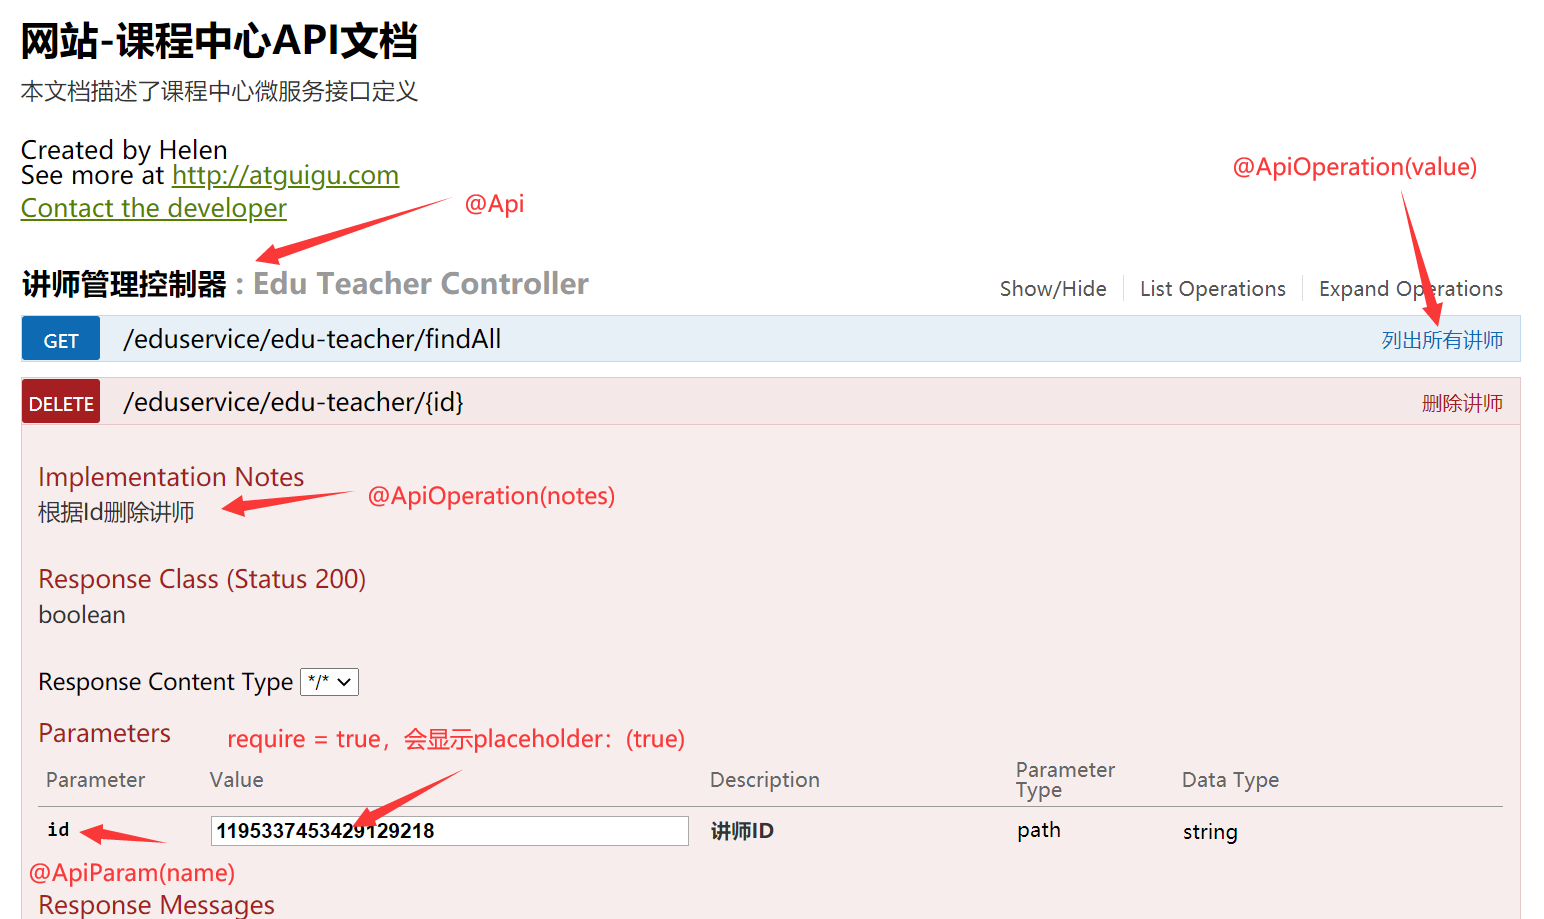 网站-课程中心API文档
本文档描述了课程中心微服务接口定义
Created by Helen
See more at http://atguigu.com
@ApiOperation(value)
Contact the developer
@Api
讲师管理控制器 : Edu Teacher Controller
Show/Hide List Operations Expand Operations
GET /eduservice/edu-teacher/findAll 列出所有讲师
DELETE /eduservice/edu-teacher/{id} 删除讲师
Implementation Notes
根据Id删除讲师
@ApiOperation(notes)
Response Class (Status 200)
boolean
Response Content Type */*
Parameters
require = true，会显示placeholder：(true)
Parameter Value Description Parameter Type Data Type
id 1195337453429129218 讲师ID path string
@ApiParam(name)
Response Messages